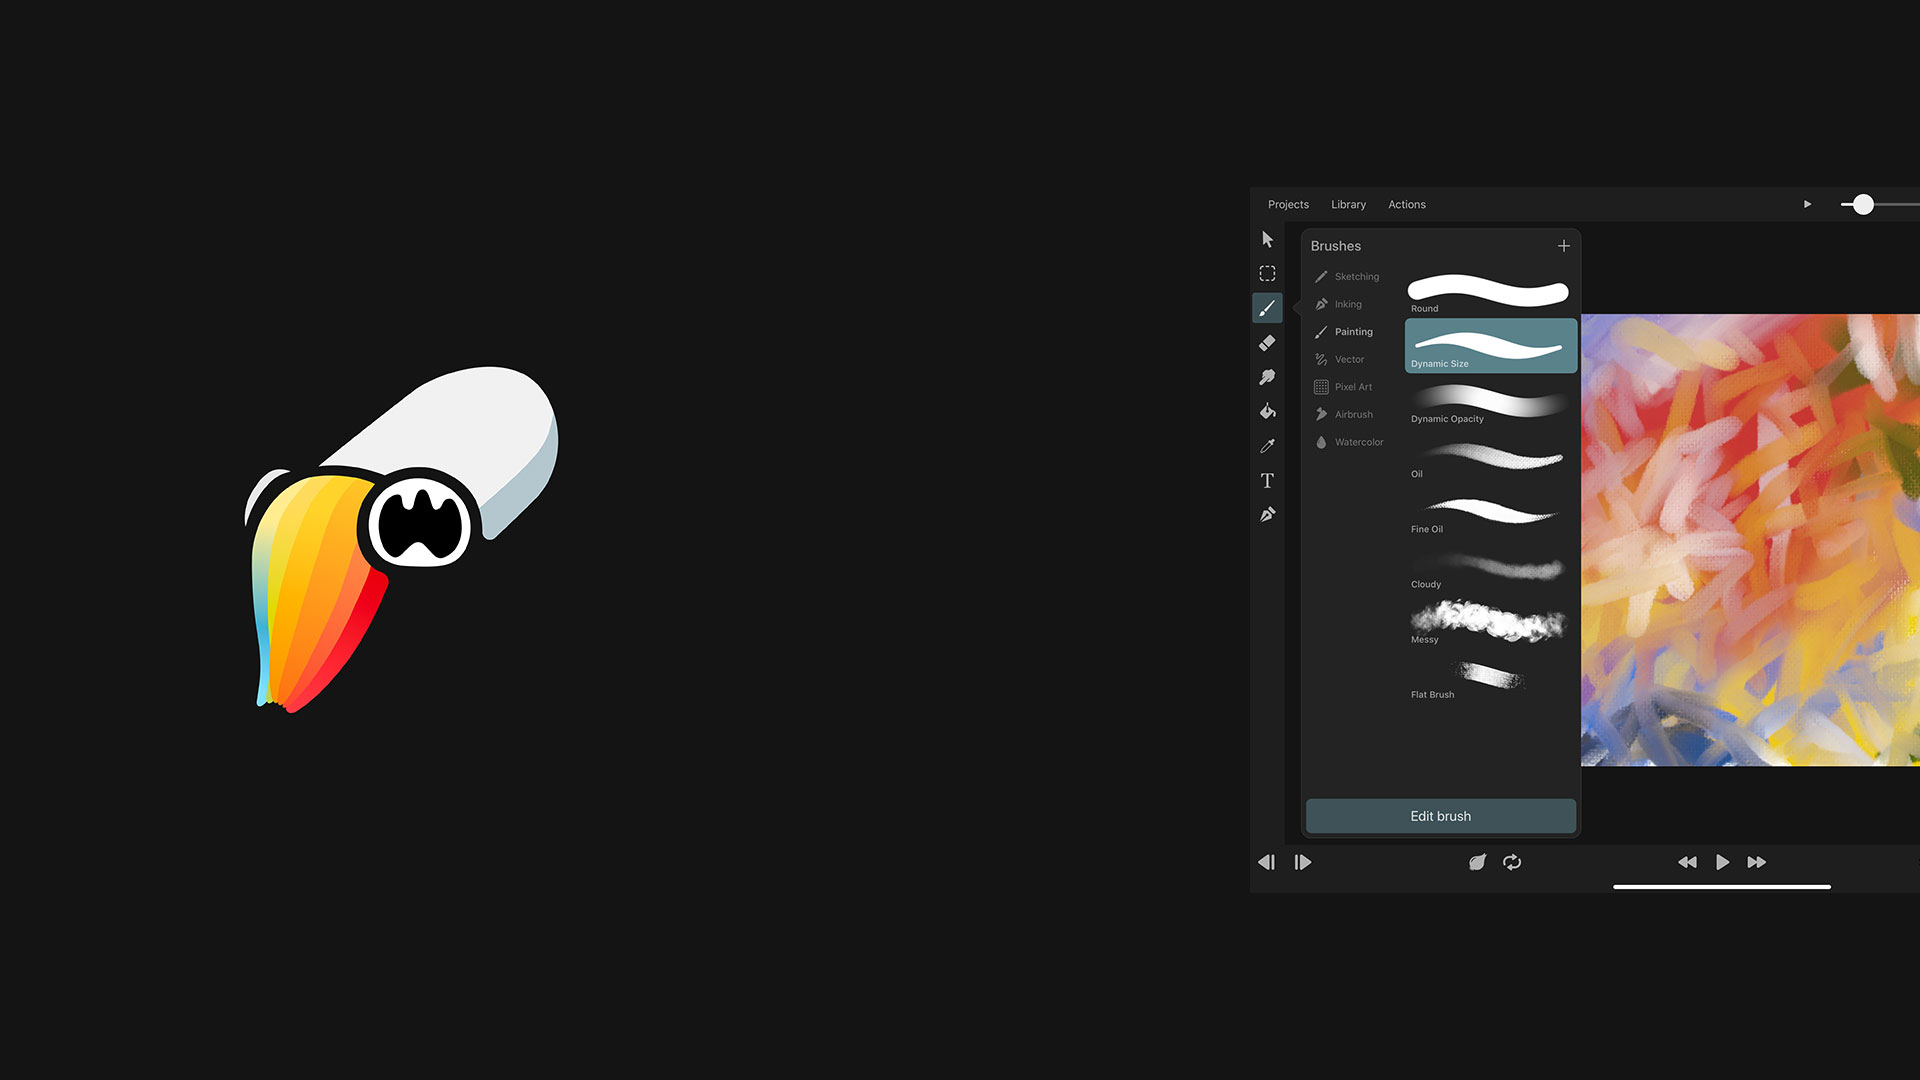 Projects Library Actions
Brushes
Sketching
Inking
Painting
Vector
Pixel Art
Airbrush
Watercolor
Round
Dynamic Size
Dynamic Opacity
Oil
Fine Oil
Cloudy
Messy
Flat Brush
T
Edit brush